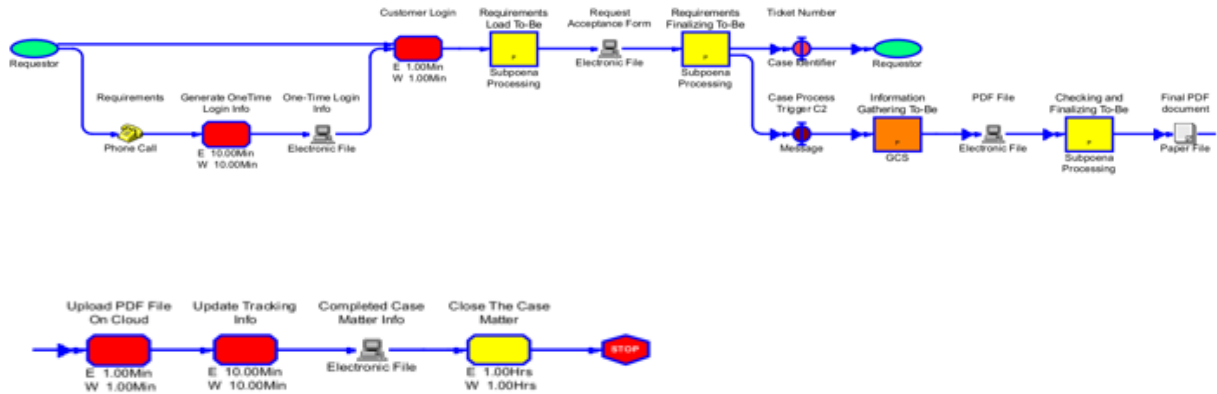 Customer Login
Requirements
Load To-Be
Request
Acceptance Form
Requirements
Finalizing To-Be
Ticket Number
Requestor
E 1.00Min
W 1.00Min
P
Subpoena
Processing
Electronic File
P
Subpoena
Processing
Case Identifier
Requestor
Requirements
Generate OneTime
Login Info
One-Time Login
Info
Phone Call
E 10.00Min
W 10.00Min
Electronic File
Case Process
Trigger C2
Information
Gathering To-Be
PDF File
Checking and
Finalizing To-Be
Final PDF
document
Message
P
GCS
Electronic File
P
Subpoena
Processing
Paper File
Upload PDF File
On Cloud
Update Tracking
Info
Completed Case
Matter Info
Close The Case
Matter
E 1.00Min
W 1.00Min
E 10.00Min
W 10.00Min
Electronic File
E 1.00Hrs
W 1.00Hrs
STOP